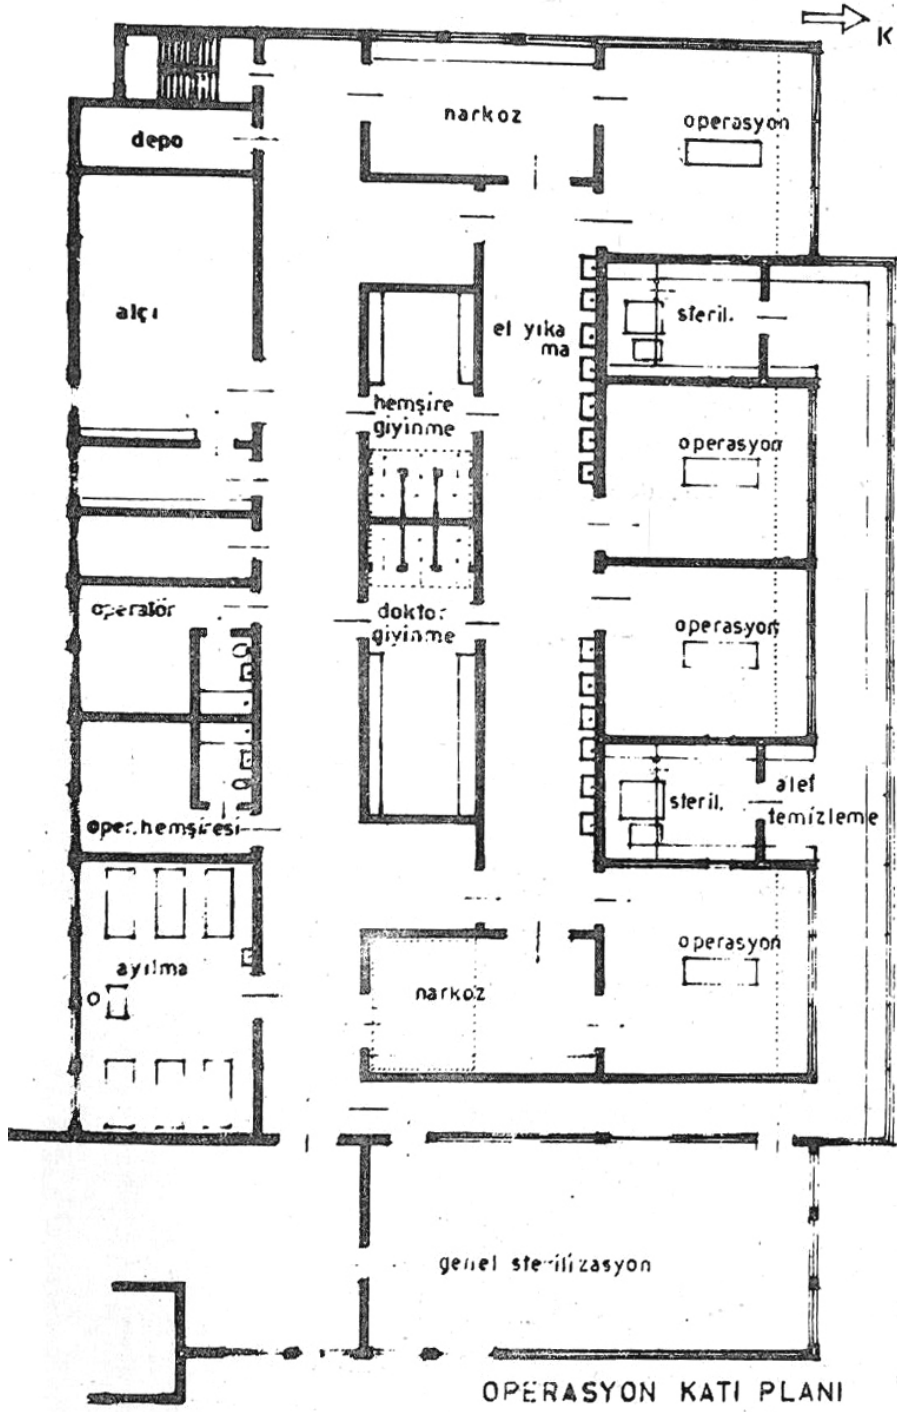 K
narkoz
operasyon
depo
alçı
steril.
el yıka
ma
hemşire
giyinme
operasyon
operatör
doktor
giyinme
operasyon
steril.
alet
temizleme
oper. hemşiresi
ayılma
operasyon
narkoz
genel sterilizasyon
OPERASYON KATI PLANI